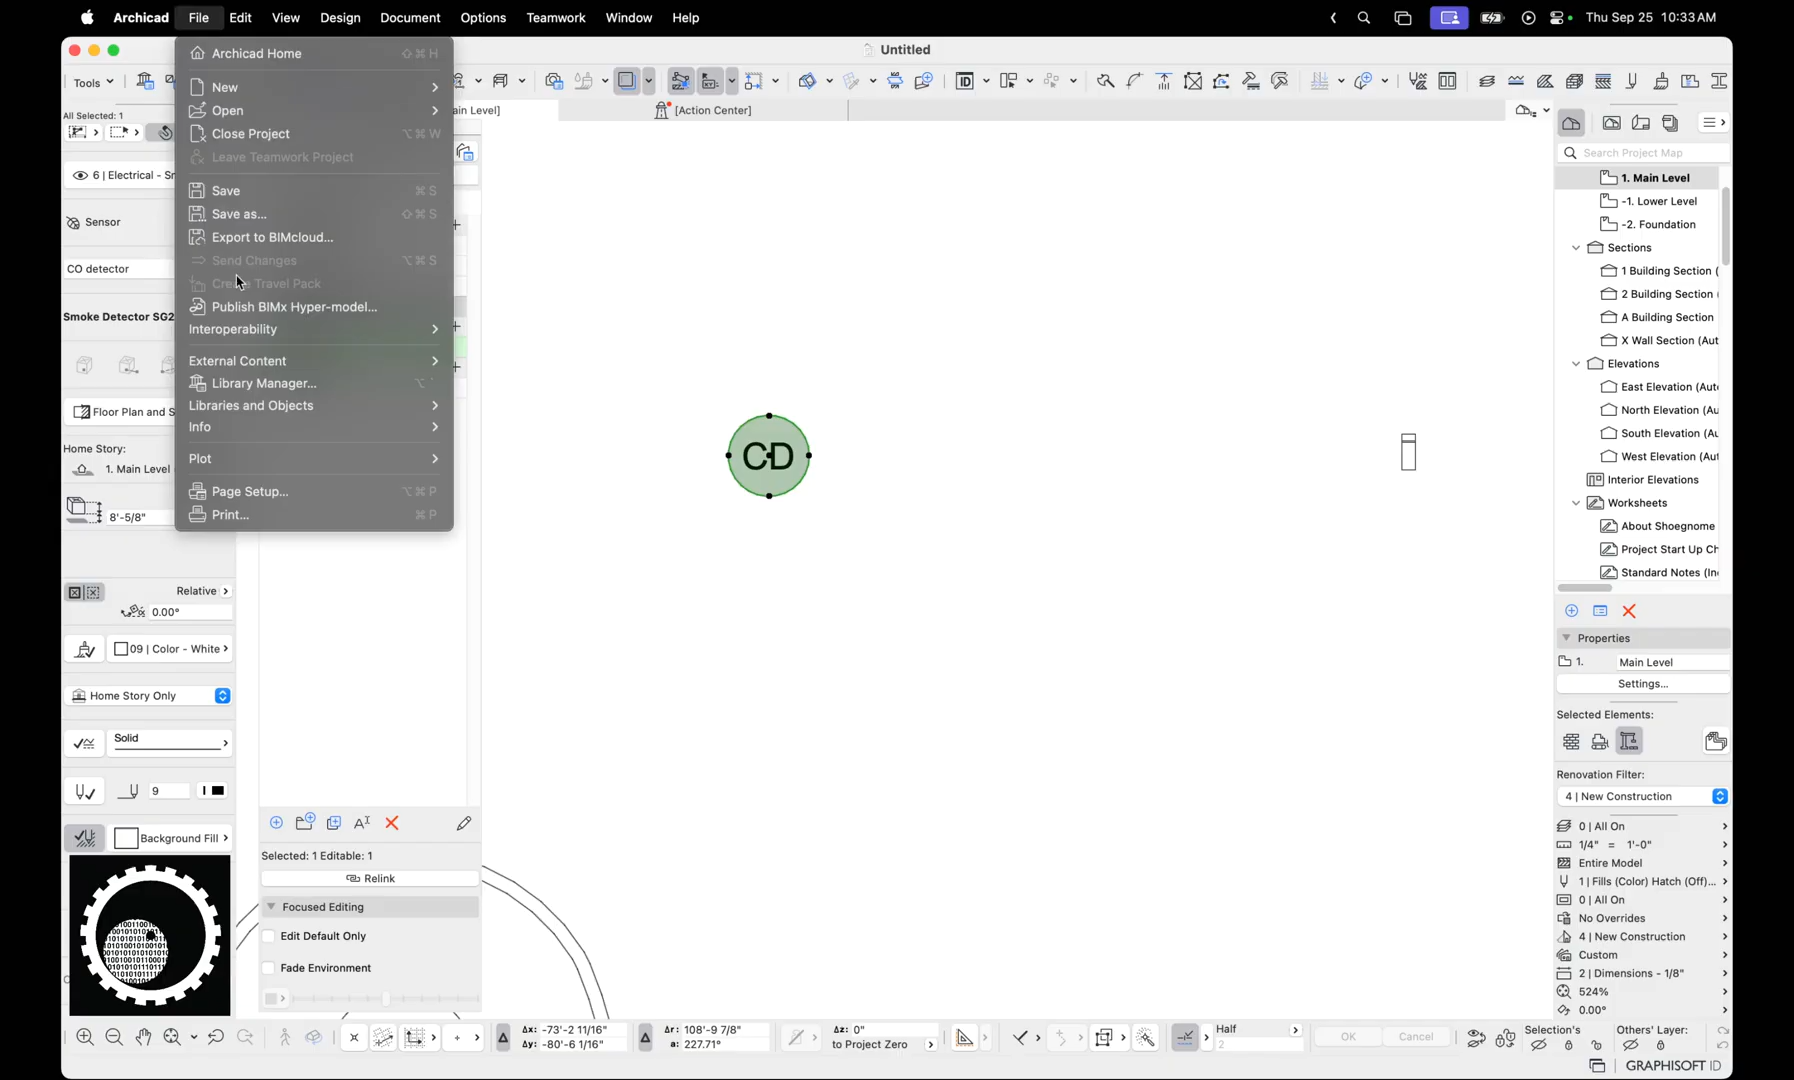 Archicad File Edit View Design Document Options Teamwork Window Help
Thu Sep 25 10:33 AM
Untitled
Tools
All Selected: 1
6 | Electrical - Sm
Sensor
CO detector
Smoke Detector SG2
Floor Plan and S
Home Story:
1. Main Level
8'-5/8"
Relative
0.00°
09 | Color - White
Home Story Only
Solid
9
Background Fill
Archicad Home ⇧⌘H
New
Open
Close Project ⌥⌘W
Leave Teamwork Project
Save ⌘S
Save as... ⇧⌘S
Export to BIMcloud...
Send Changes ⌥⌘S
Publish BIMx Hyper-model...
Interoperability
External Content
Library Manager... ⌥`
Libraries and Objects
Info
Plot
Page Setup... ⌥⌘P
Print... ⌘P
ain Level]
[Action Center]
CD
Selected: 1 Editable: 1
Relink
Focused Editing
Edit Default Only
Fade Environment
Search Project Map
1. Main Level
-1. Lower Level
-2. Foundation
Sections
1 Building Section (
2 Building Section
A Building Section
X Wall Section (Aut
Elevations
East Elevation (Aut
North Elevation (Au
South Elevation (Au
West Elevation (Aut
Interior Elevations
Worksheets
About Shoegnome
Project Start Up Ch
Standard Notes (In
Properties
1. Main Level
Settings...
Selected Elements:
Renovation Filter:
4 | New Construction
0 | All On
1/4" = 1'-0"
Entire Model
1 | Fills (Color) Hatch (Off)...
0 | All On
No Overrides
4 | New Construction
Custom
2 | Dimensions - 1/8"
524%
0.00°
Δx: -73'-2 11/16"
Δy: -80'-6 1/16"
Δr: 108'-9 7/8"
a: 227.71°
Δz: 0"
to Project Zero
Half
2
OK
Cancel
Selection's
Others' Layer:
GRAPHISOFT ID